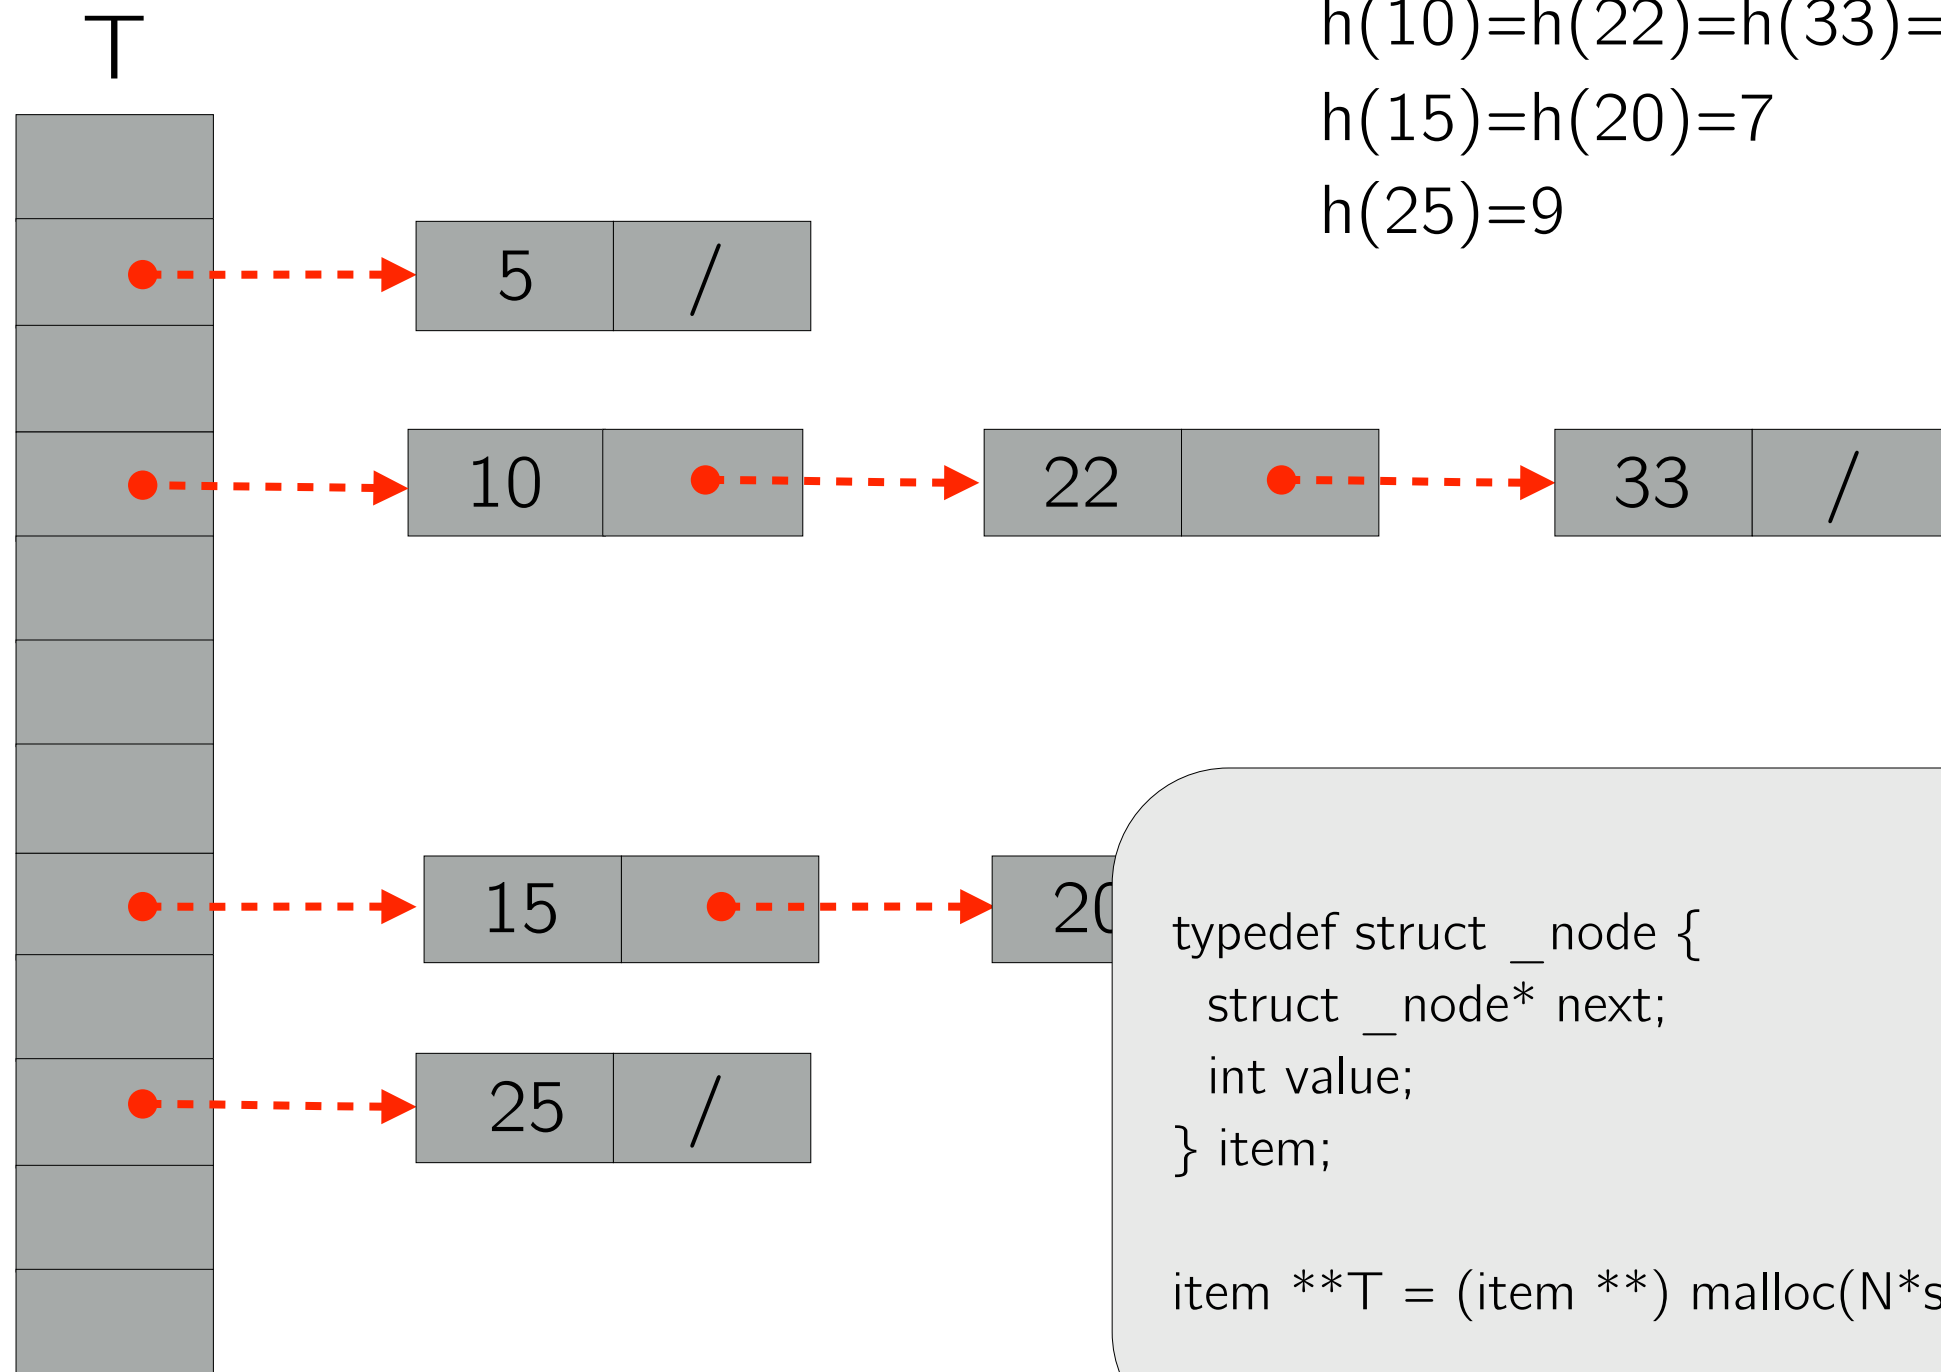 T
h(10)=h(22)=h(33)=
h(15)=h(20)=7
h(25)=9
5 /
10 22 33 /
15 20
25 /
typedef struct _node {
struct _node* next;
int value;
} item;
item **T = (item **) malloc(N*s